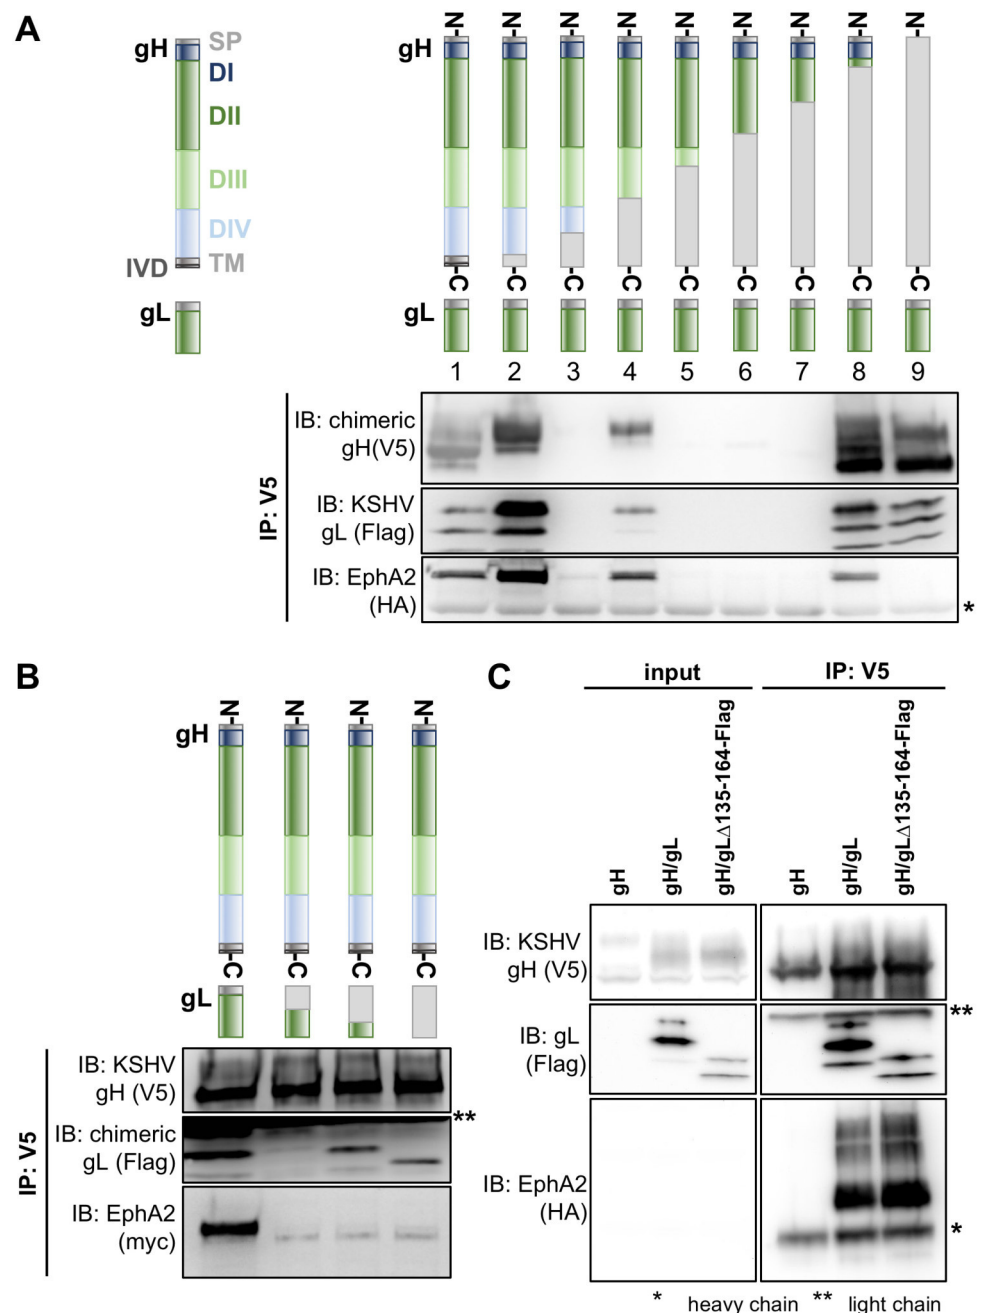 A
gH
SP
DI
DII
DIII
DIV
IVD
TM
gL
N- N- N- N- N- N- N- N- N-
gH
-C -C -C -C -C -C -C -C -C
gL
1 2 3 4 5 6 7 8 9
IP: V5
IB: chimeric
gH(V5)
IB: KSHV
gL (Flag)
IB: EphA2
(HA)
*
B
N- N- N- N-
gH
-C -C -C -C
gL
IP: V5
IB: KSHV
gH (V5)
**
IB: chimeric
gL (Flag)
IB: EphA2
(myc)
C
input
IP: V5
gH
gH/gL
gH/gLΔ135-164-Flag
gH
gH/gL
gH/gLΔ135-164-Flag
IB: KSHV
gH (V5)
**
IB: gL
(Flag)
IB: EphA2
(HA)
*
* heavy chain ** light chain